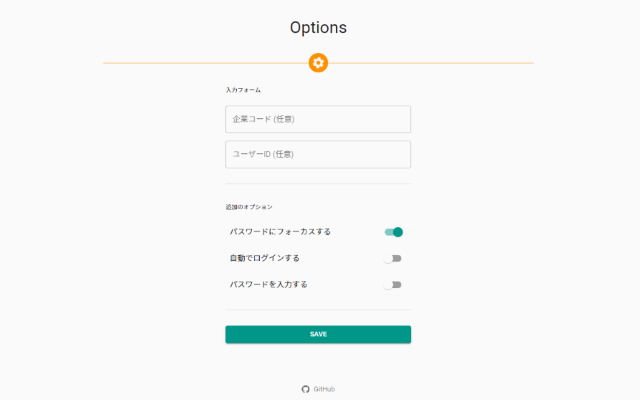 Options
入力フォーム
企業コード (任意)
ユーザーID (任意)
追加のオプション
パスワードにフォーカスする
自動でログインする
パスワードを入力する
SAVE
GitHub